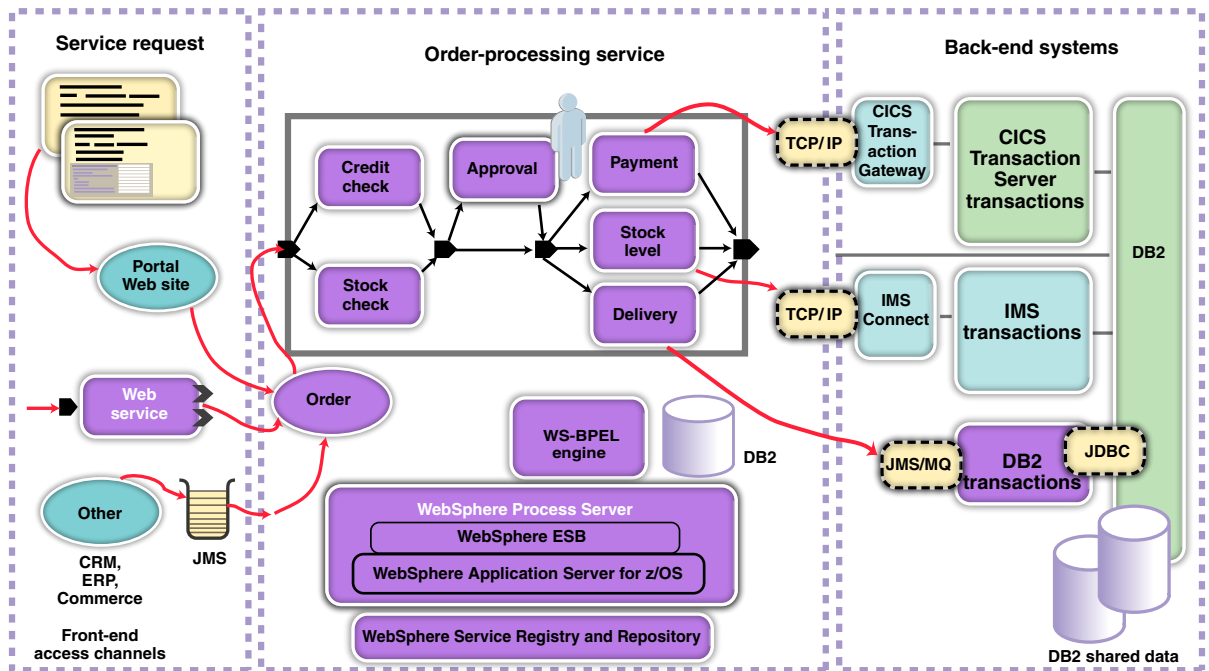 Service request
Portal
Web site
Web
service
Other
CRM,
ERP,
Commerce
JMS
Front-end
access channels
Order-processing service
Credit
check
Stock
check
Approval
Payment
Stock
level
Delivery
Order
WS-BPEL
engine
DB2
WebSphere Process Server
WebSphere ESB
WebSphere Application Server for z/OS
WebSphere Service Registry and Repository
Back-end systems
TCP/ IP
CICS
Trans-
action
Gateway
CICS
Transaction
Server
transactions
DB2
TCP/ IP
IMS
Connect
IMS
transactions
JMS/MQ
DB2
transactions
JDBC
DB2 shared data